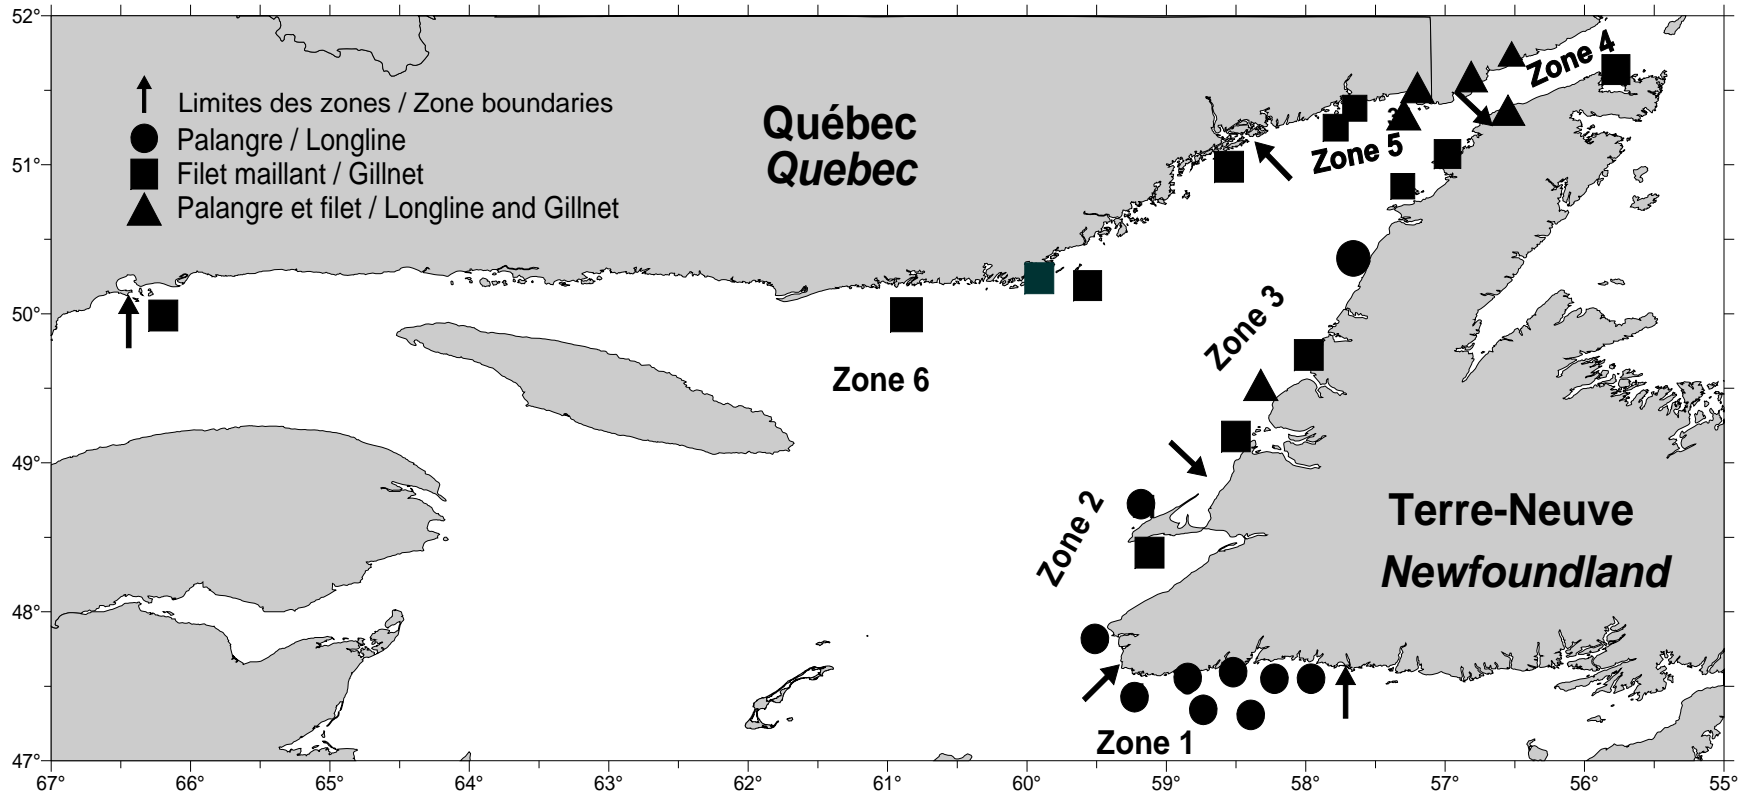 52°
51°
50°
49°
48°
47°
Limites des zones / Zone boundaries
Palangre / Longline
Filet maillant / Gillnet
Palangre et filet / Longline and Gillnet
Québec
Quebec
Zone 4
Zone 5
3
Zone 3
Zone 6
Zone 2
Terre-Neuve
Newfoundland
Zone 1
67° 66° 65° 64° 63° 62° 61° 60° 59° 58° 57° 56° 55°